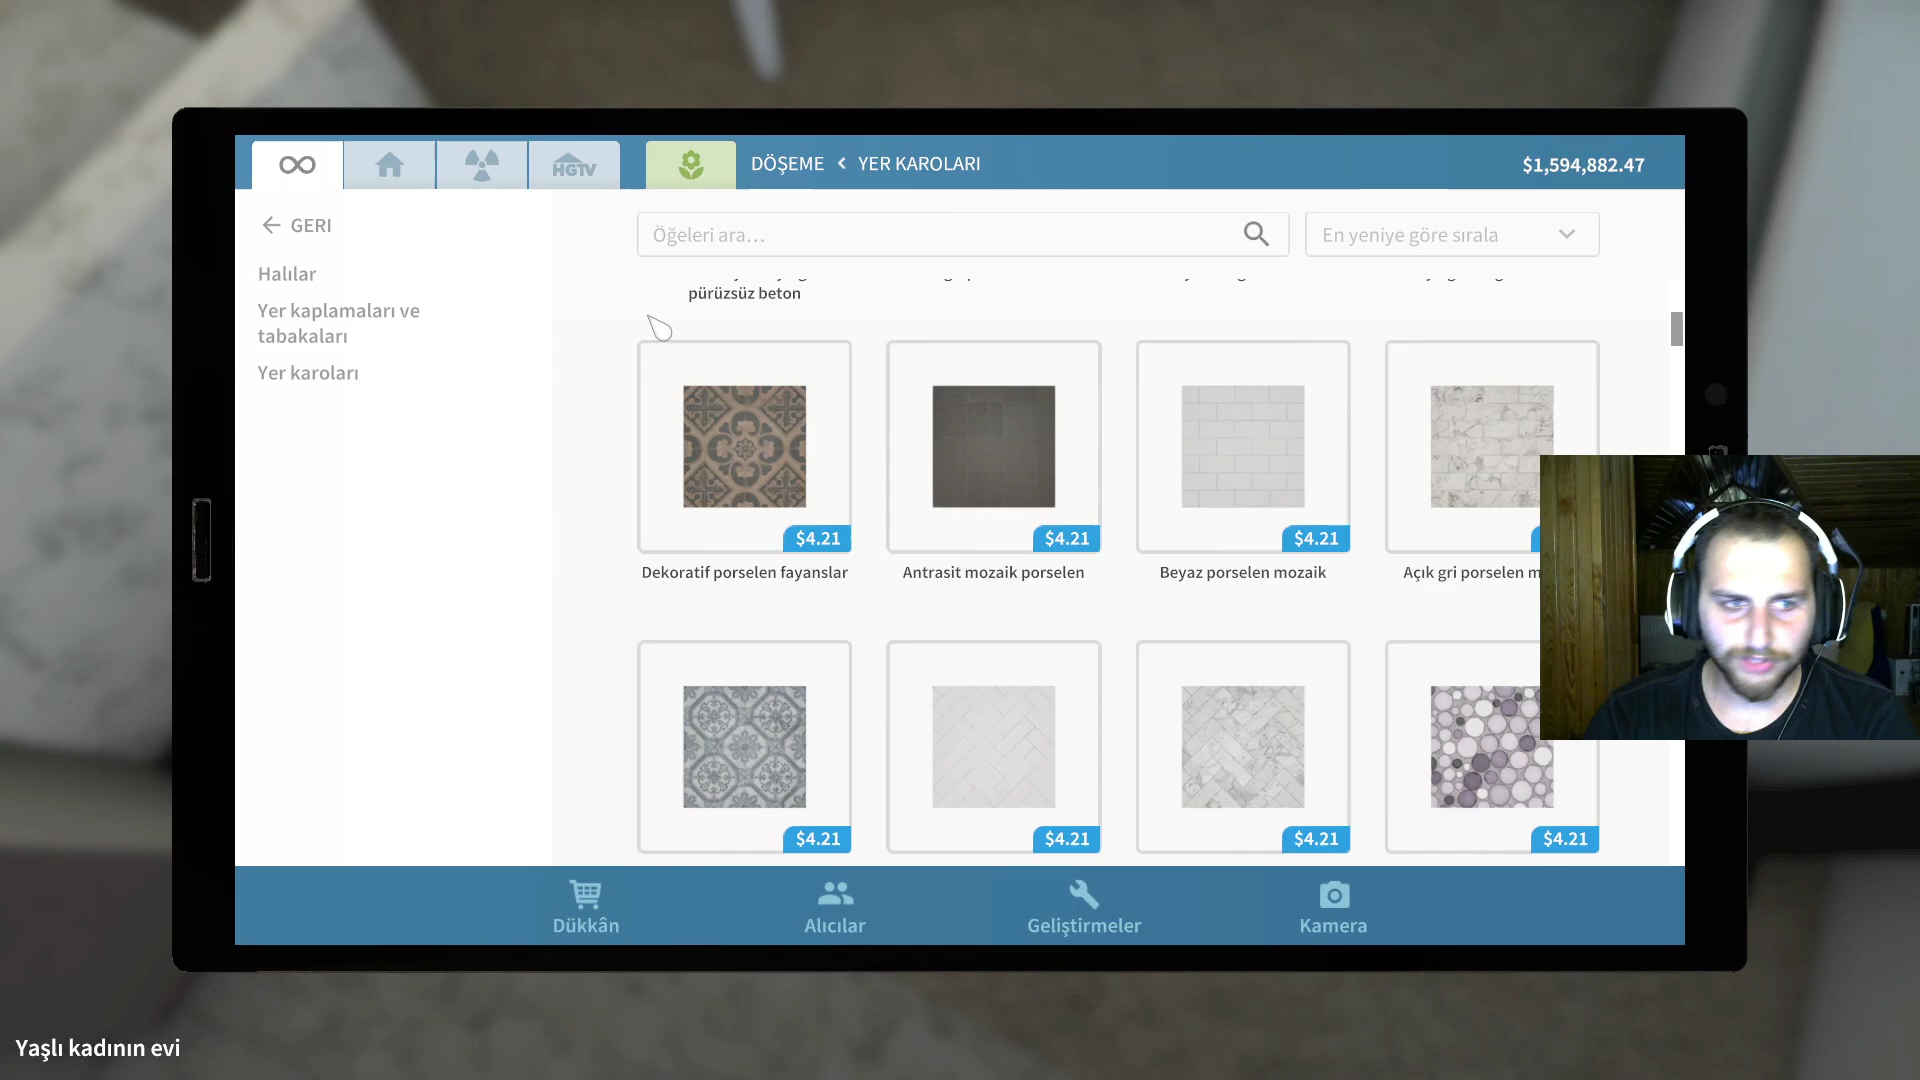 HGTV
DÖŞEME < YER KAROLARI
$1,594,882.47
← GERI
Öğeleri ara...
En yeniye göre sırala
Halılar
Yer kaplamaları ve
tabakaları
Yer karoları
pürüzsüz beton
$4.21
$4.21
$4.21
Dekoratif porselen fayanslar
Antrasit mozaik porselen
Beyaz porselen mozaik
Açık gri porselen m
$4.21
$4.21
$4.21
$4.21
Dükkân
Alıcılar
Geliştirmeler
Kamera
Yaşlı kadının evi